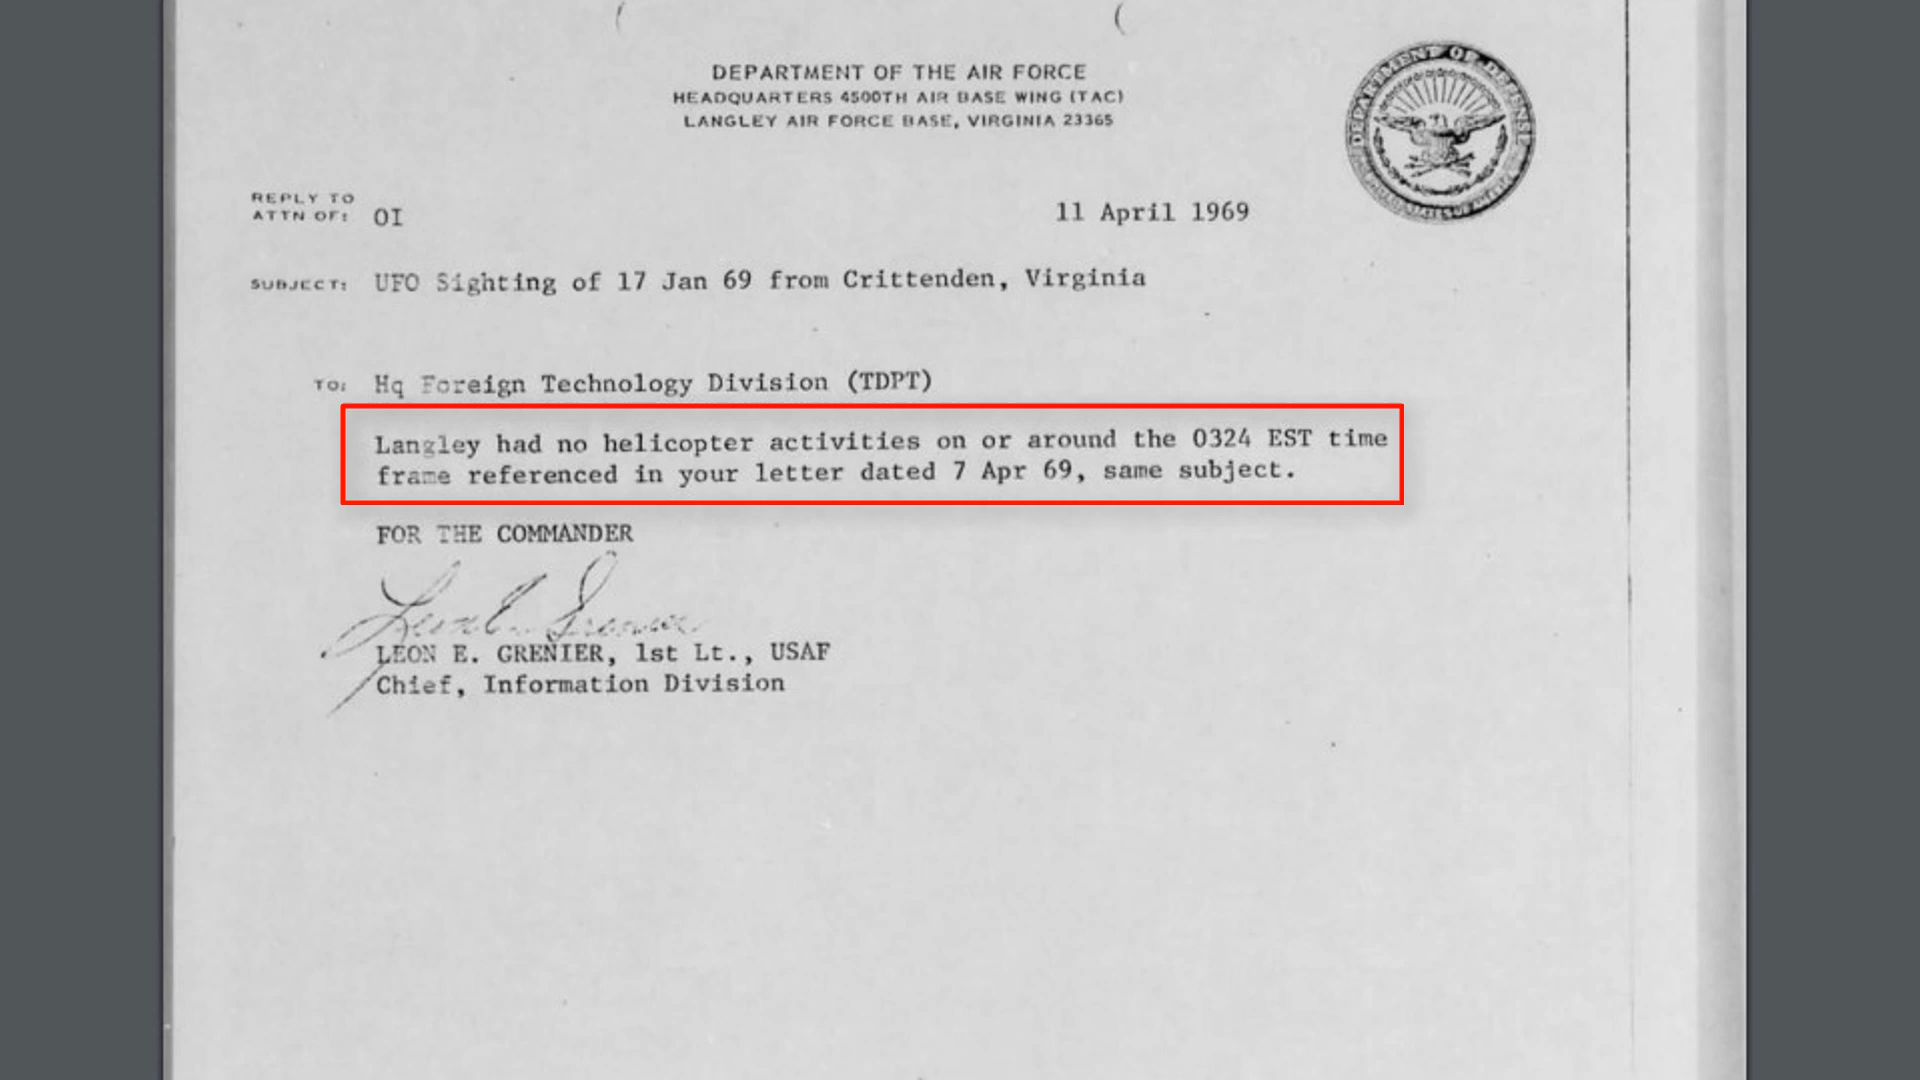 DEPARTMENT OF THE AIR FORCE
HEADQUARTERS 4500TH AIR BASE WING (TAC)
LANGLEY AIR FORCE BASE, VIRGINIA 23365
DEPARTMENT OF DEFENSE
REPLY TO
ATTN OF: OI
11 April 1969
SUBJECT: UFO Sighting of 17 Jan 69 from Crittenden, Virginia
TO: Hq Foreign Technology Division (TDPT)
Langley had no helicopter activities on or around the 0324 EST time
frame referenced in your letter dated 7 Apr 69, same subject.
FOR THE COMMANDER
LEON E. GRENIER, 1st Lt., USAF
Chief, Information Division